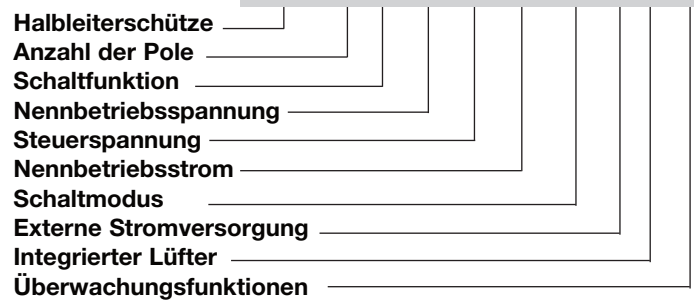 Halbleiterschütze
Anzahl der Pole
Schaltfunktion
Nennbetriebsspannung
Steuerspannung
Nennbetriebsstrom
Schaltmodus
Externe Stromversorgung
Integrierter Lüfter
Überwachungsfunktionen